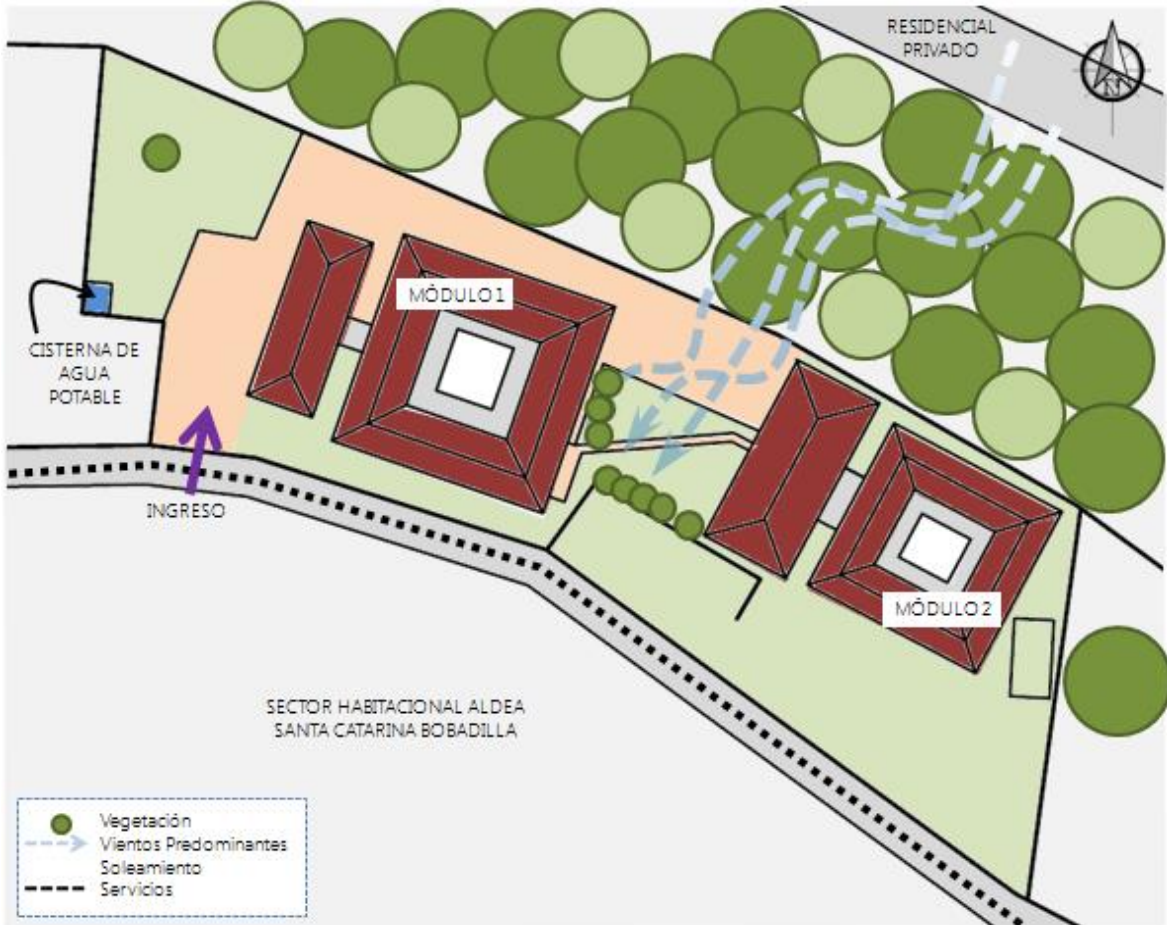 RESIDENCIAL
PRIVADO
N
MÓDULO 1
CISTERNA DE
AGUA
POTABLE
INGRESO
MÓDULO 2
SECTOR HABITACIONAL ALDEA
SANTA CATARINA BOBADILLA
Vegetación
Vientos Predominantes
Soleamiento
Servicios